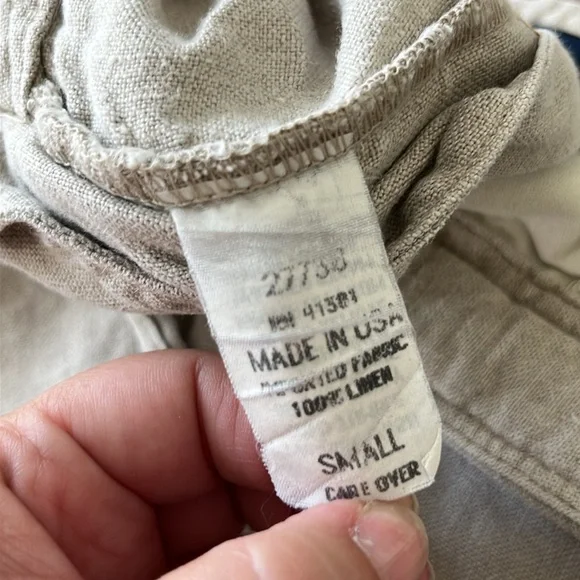 27738
RN 41381
MADE IN USA
IMPORTED FABRIC
100% LINEN
SMALL
CARE OVER